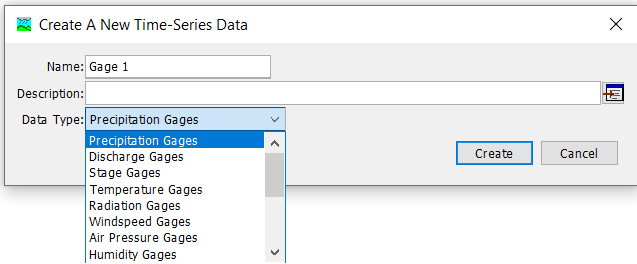 Create A New Time-Series Data
Name: Gage 1
Description:
Data Type: Precipitation Gages
Precipitation Gages
Discharge Gages
Stage Gages
Temperature Gages
Radiation Gages
Windspeed Gages
Air Pressure Gages
Humidity Gages
Create Cancel